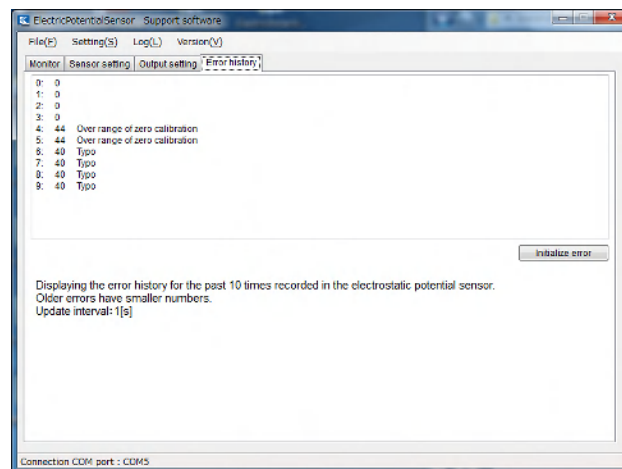 ElectricPotentialSensor Support software
File(F) Setting(S) Log(L) Version(V)
Monitor Sensor setting Output setting Error history
0: 0
1: 0
2: 0
3: 0
4: 44 Over range of zero calibration
5: 44 Over range of zero calibration
6: 40 Typo
7: 40 Typo
8: 40 Typo
9: 40 Typo
Initialize error
Displaying the error history for the past 10 times recorded in the electrostatic potential sensor.
Older errors have smaller numbers.
Update interval: 1[s]
Connection COM port : COM5